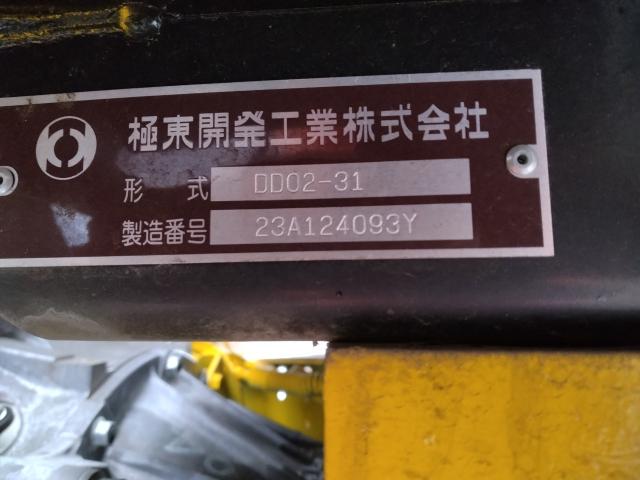 極東開発工業株式会社
形 式 DD02-31
製造番号 23A124093Y